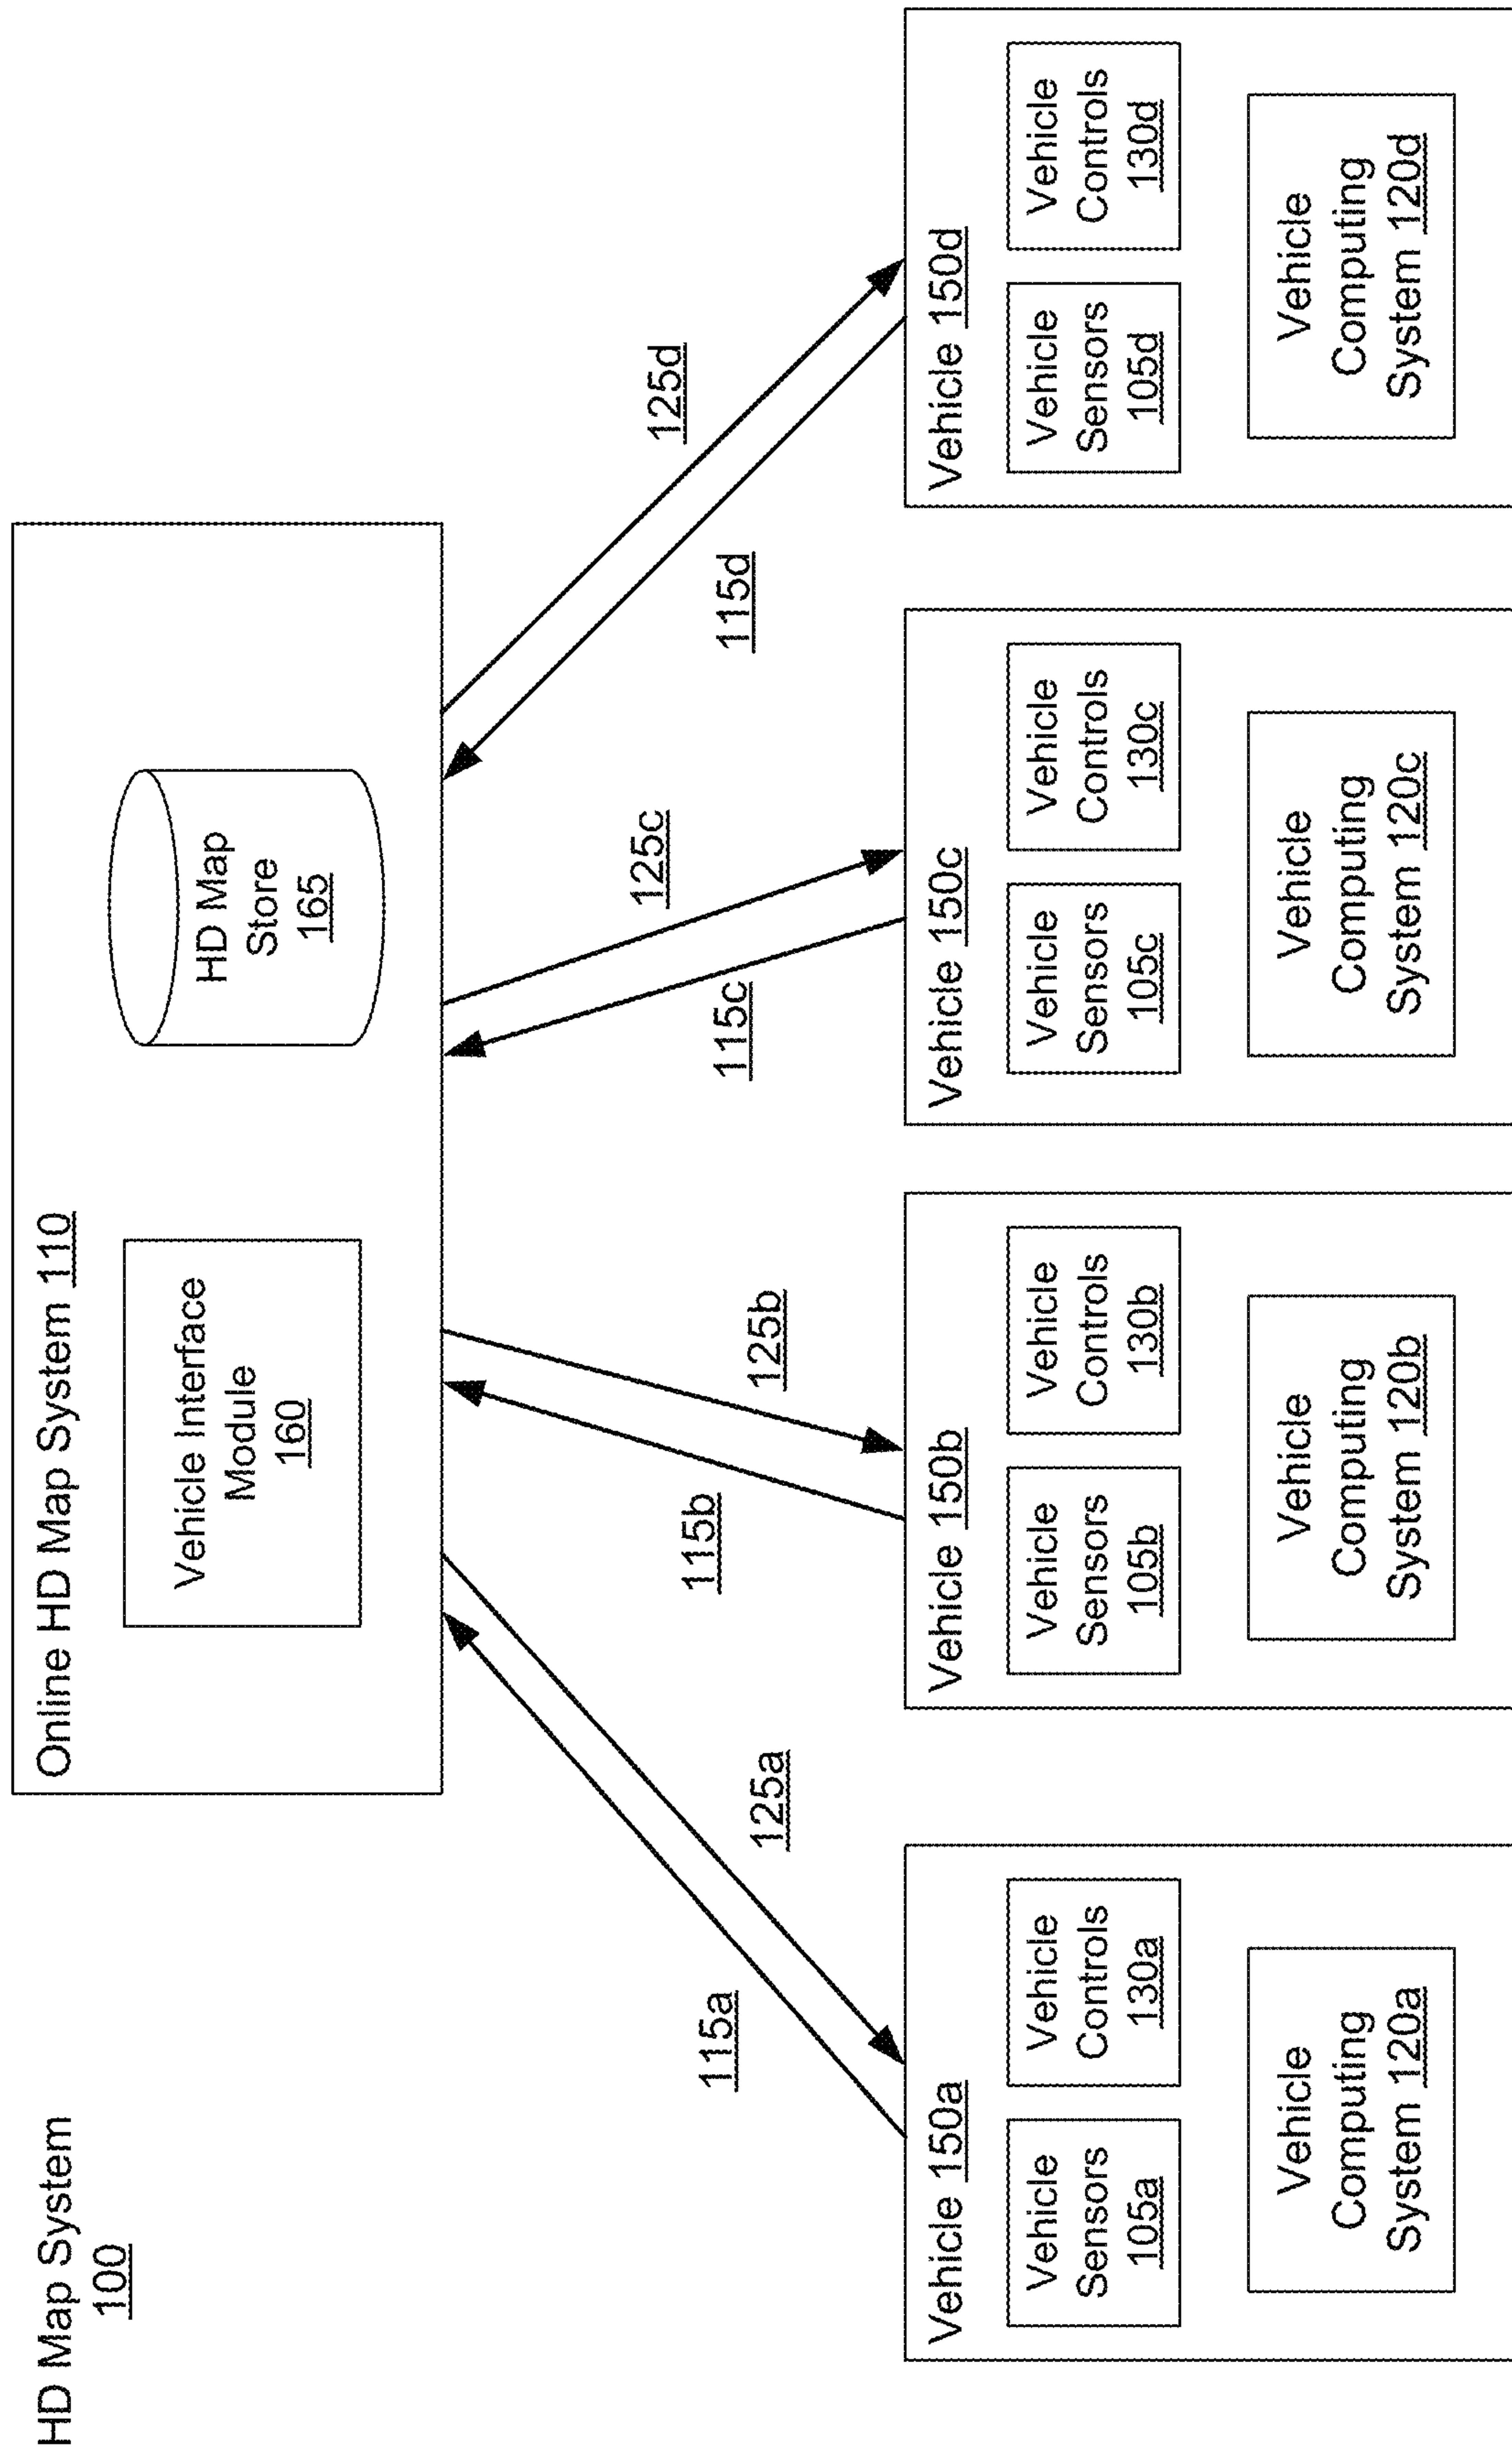 HD Map System
100
Online HD Map System 110
Vehicle Interface
Module
160
HD Map
Store
165
115a
125a
115b
125b
115c
125c
115d
125d
Vehicle 150a
Vehicle
Sensors
105a
Vehicle
Controls
130a
Vehicle
Computing
System 120a
Vehicle 150b
Vehicle
Sensors
105b
Vehicle
Controls
130b
Vehicle
Computing
System 120b
Vehicle 150c
Vehicle
Sensors
105c
Vehicle
Controls
130c
Vehicle
Computing
System 120c
Vehicle 150d
Vehicle
Sensors
105d
Vehicle
Controls
130d
Vehicle
Computing
System 120d